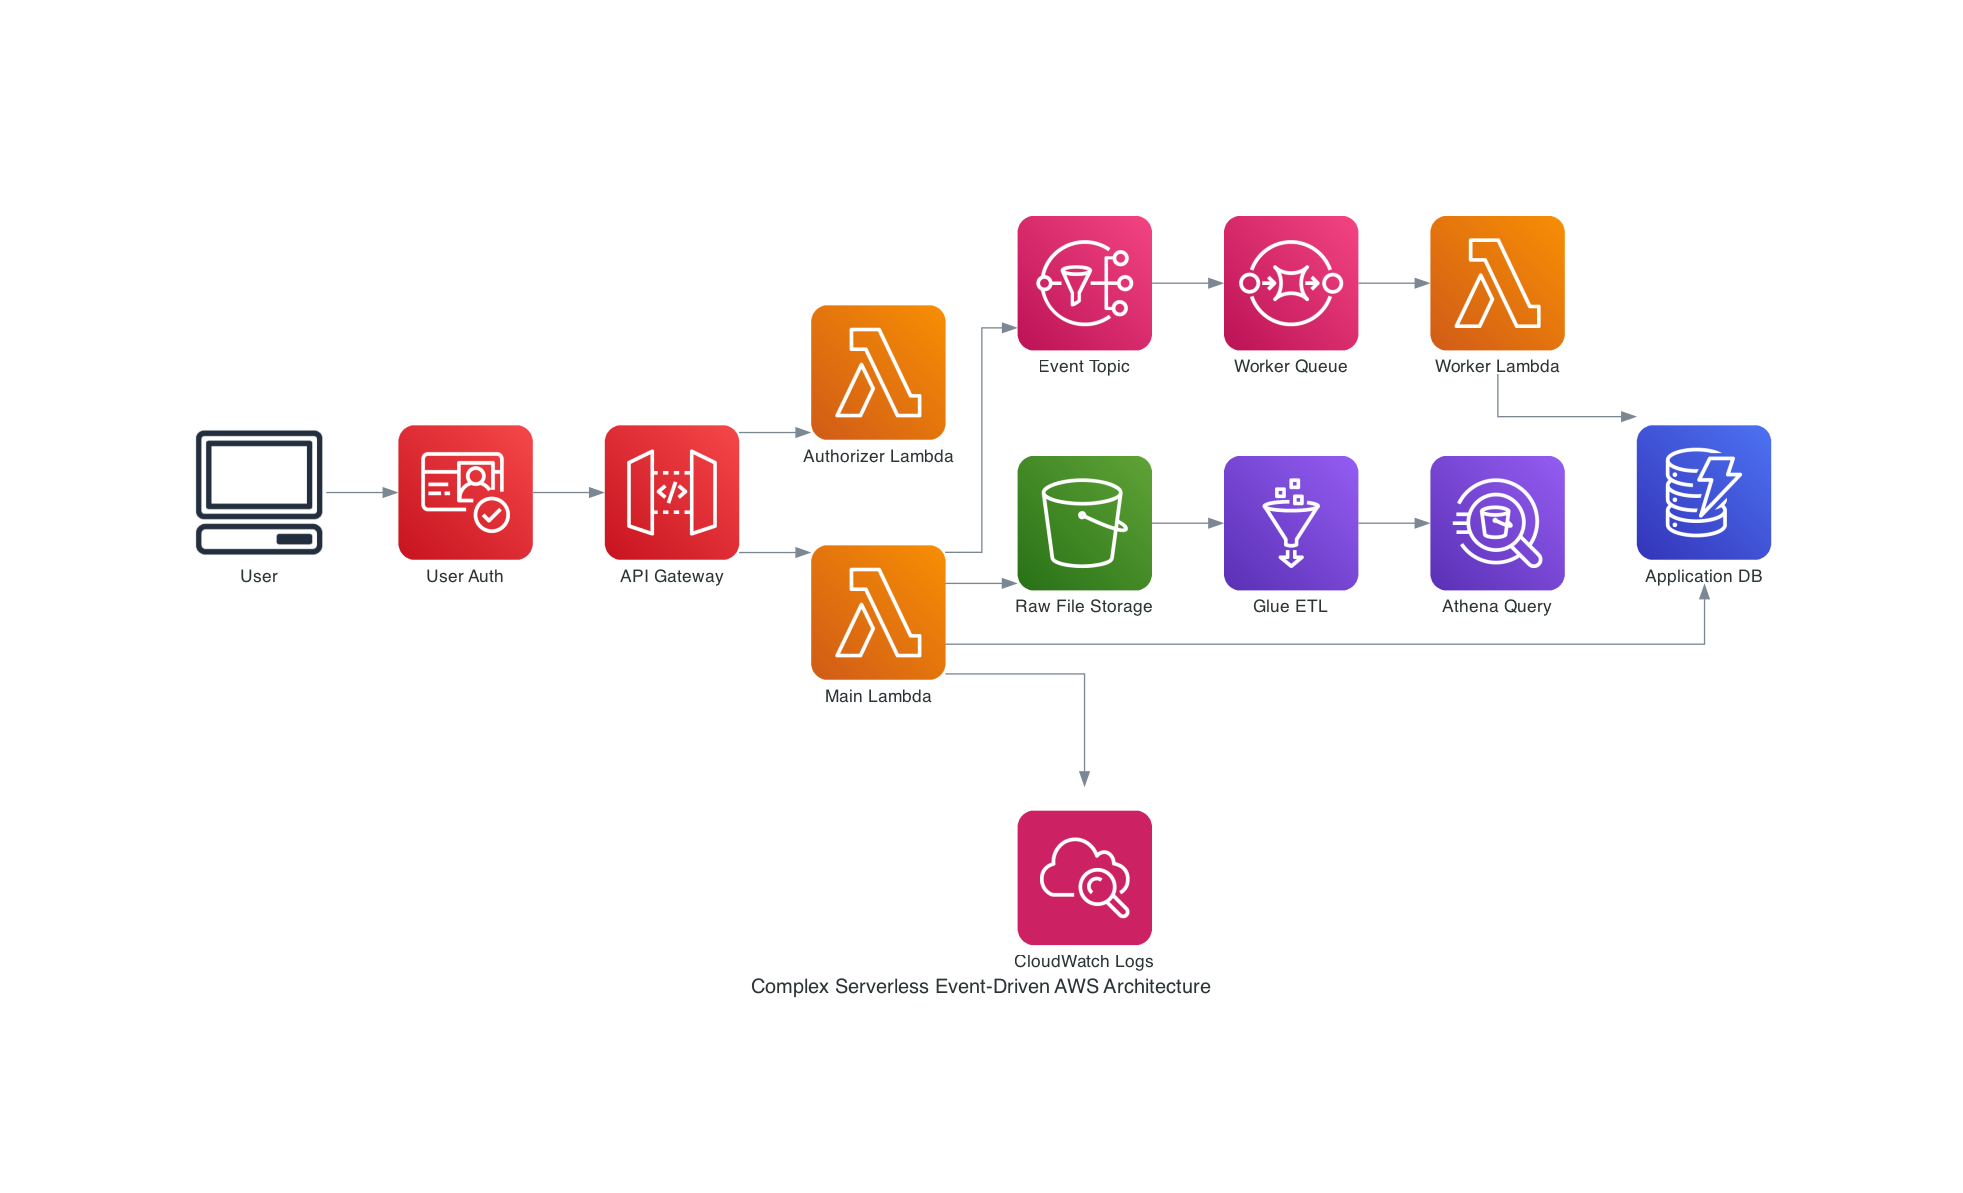 Event Topic
Worker Queue
Worker Lambda
Authorizer Lambda
User
User Auth
API Gateway
Raw File Storage
Glue ETL
Athena Query
Application DB
Main Lambda
CloudWatch Logs
Complex Serverless Event-Driven AWS Architecture